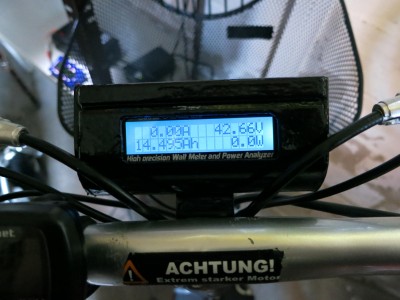 0.00A 42.66V
14.495Ah 0.0W
High precision Watt Meter and Power Analyzer
ACHTUNG!
Extrem starker Motor